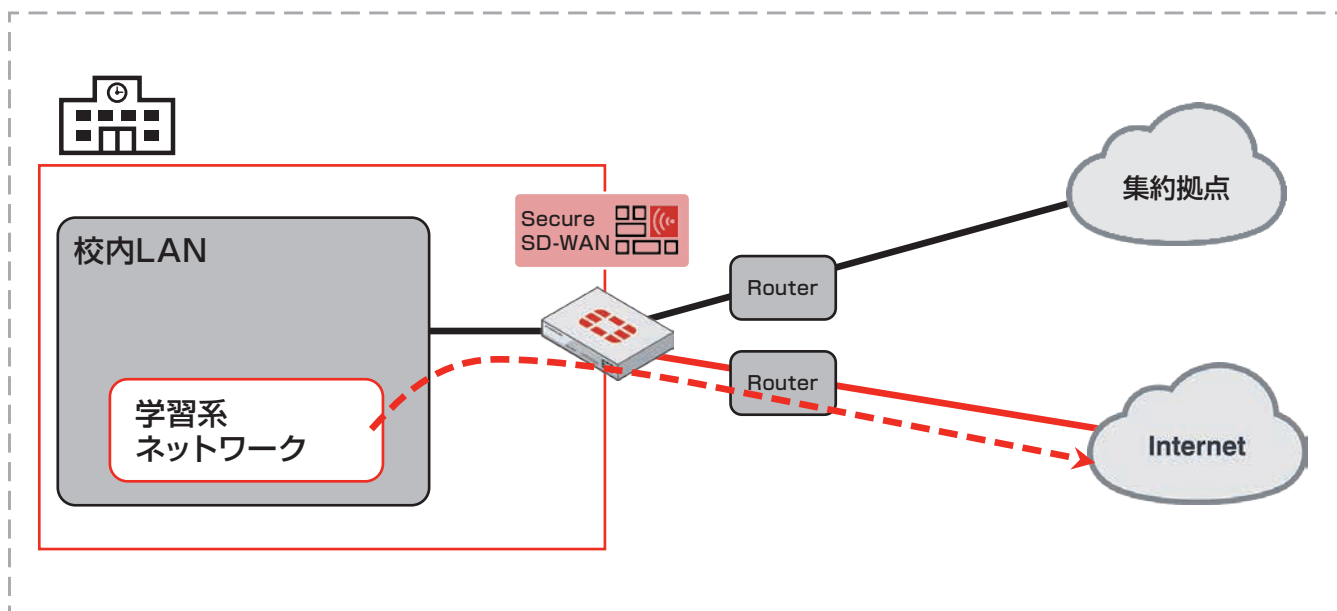 校内LAN
学習系
ネットワーク
Secure
SD-WAN
Router
Router
集約拠点
Internet